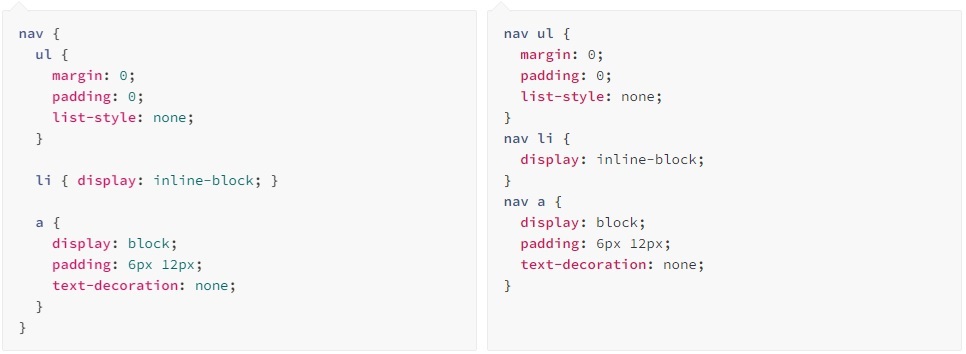 nav {
  ul {
    margin: 0;
    padding: 0;
    list-style: none;
  }

  li { display: inline-block; }

  a {
    display: block;
    padding: 6px 12px;
    text-decoration: none;
  }
}
nav ul {
  margin: 0;
  padding: 0;
  list-style: none;
}
nav li {
  display: inline-block;
}
nav a {
  display: block;
  padding: 6px 12px;
  text-decoration: none;
}